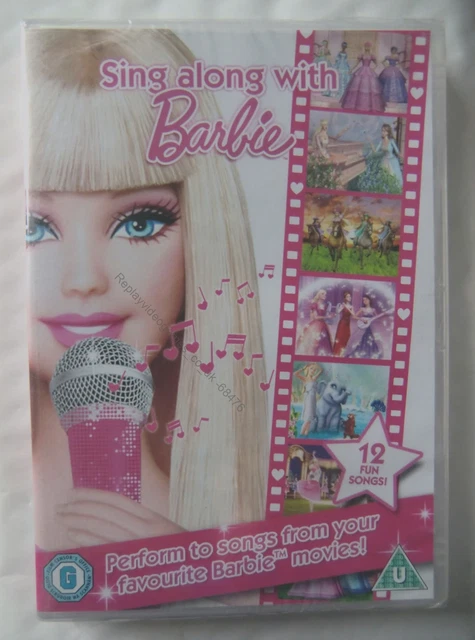 Sing along with
Barbie
12
FUN
SONGS!
Perform to songs from your
favourite Barbie™ movies!
G
U